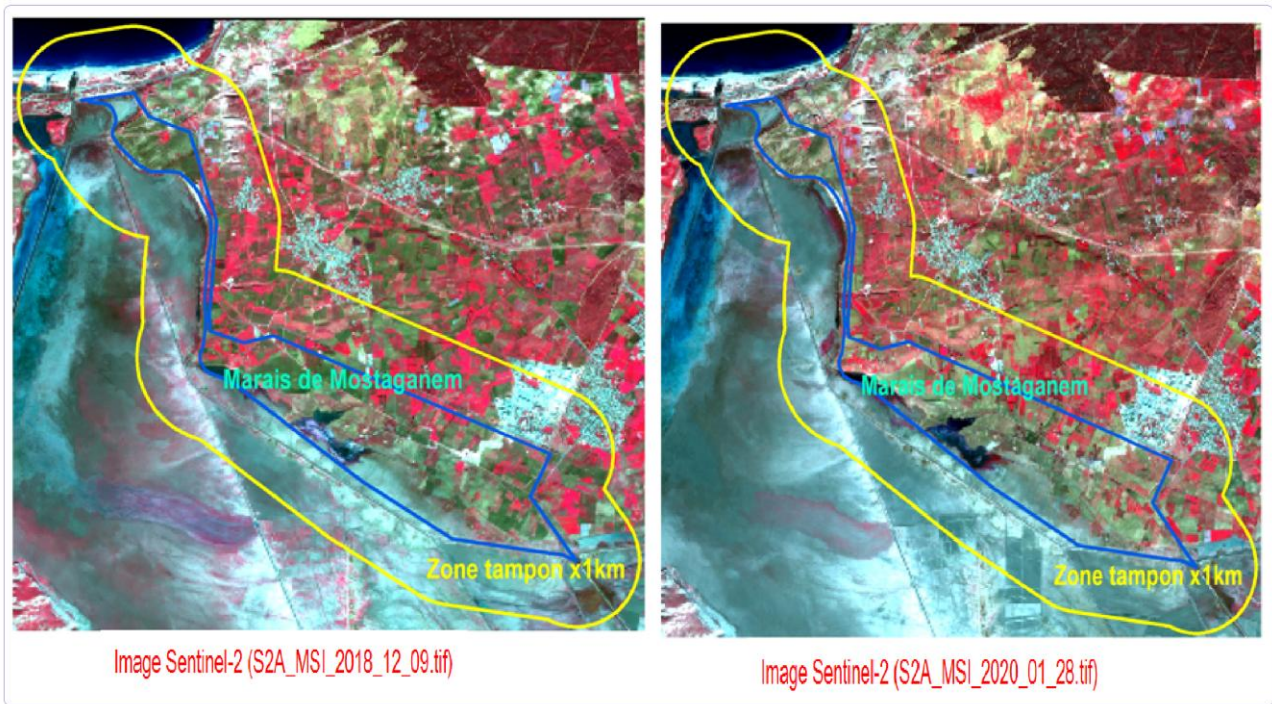 Marais de Mostaganem
Zone tampon x1km
Image Sentinel-2 (S2A_MSI_2018_12_09.tif)
Marais de Mostaganem
Zone tampon x1km
Image Sentinel-2 (S2A_MSI_2020_01_28.tif)